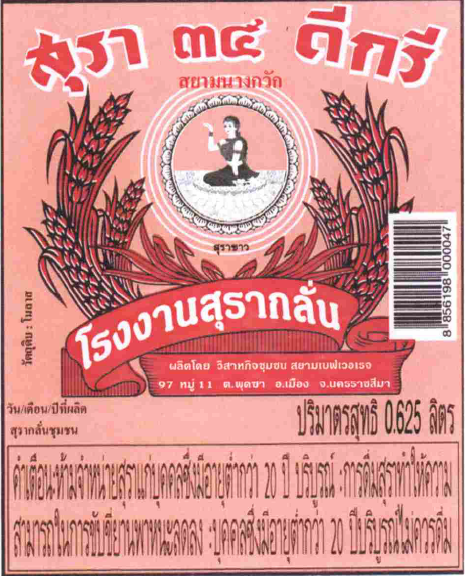 สุรา ๓๕ ดีกรี
สยามนางกวัก
สุราขาว
วัตถุดิบ : โมลาส
โรงงานสุรากลั่น
ผลิตโดย วิสาหกิจชุมชน สยามเบฟเวอเรจ
97 หมู่ 11 ต.พุดซา อ.เมือง จ.นครราชสีมา
8 856198 000047
วัน/เดือน/ปีที่ผลิต
สุรากลั่นชุมชน
ปริมาตรสุทธิ 0.625 ลิตร
คำเตือน:ห้ามจำหน่ายสุราแก่บุคคลซึ่งมีอายุต่ำกว่า 20 ปี บริบูรณ์ :การดื่มสุราทำให้ความ
สามารถในการขับขี่ยานพาหนะลดลง :บุคคลซึ่งมีอายุต่ำกว่า 20 ปีบริบูรณ์ไม่ควรดื่ม